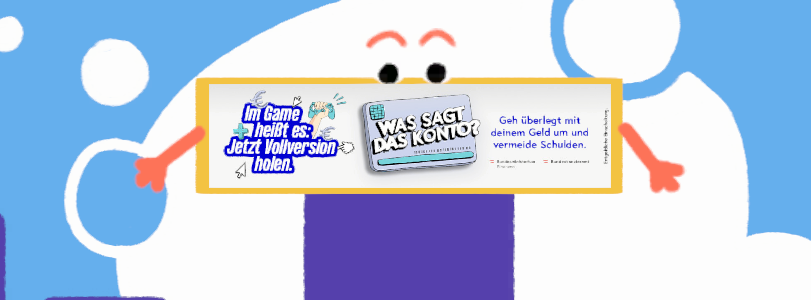 Im Game
heißt es:
Jetzt Vollversion
holen.
WAS SAGT
DAS KONTO?
Geh überlegt mit
deinem Geld um und
vermeide Schulden.